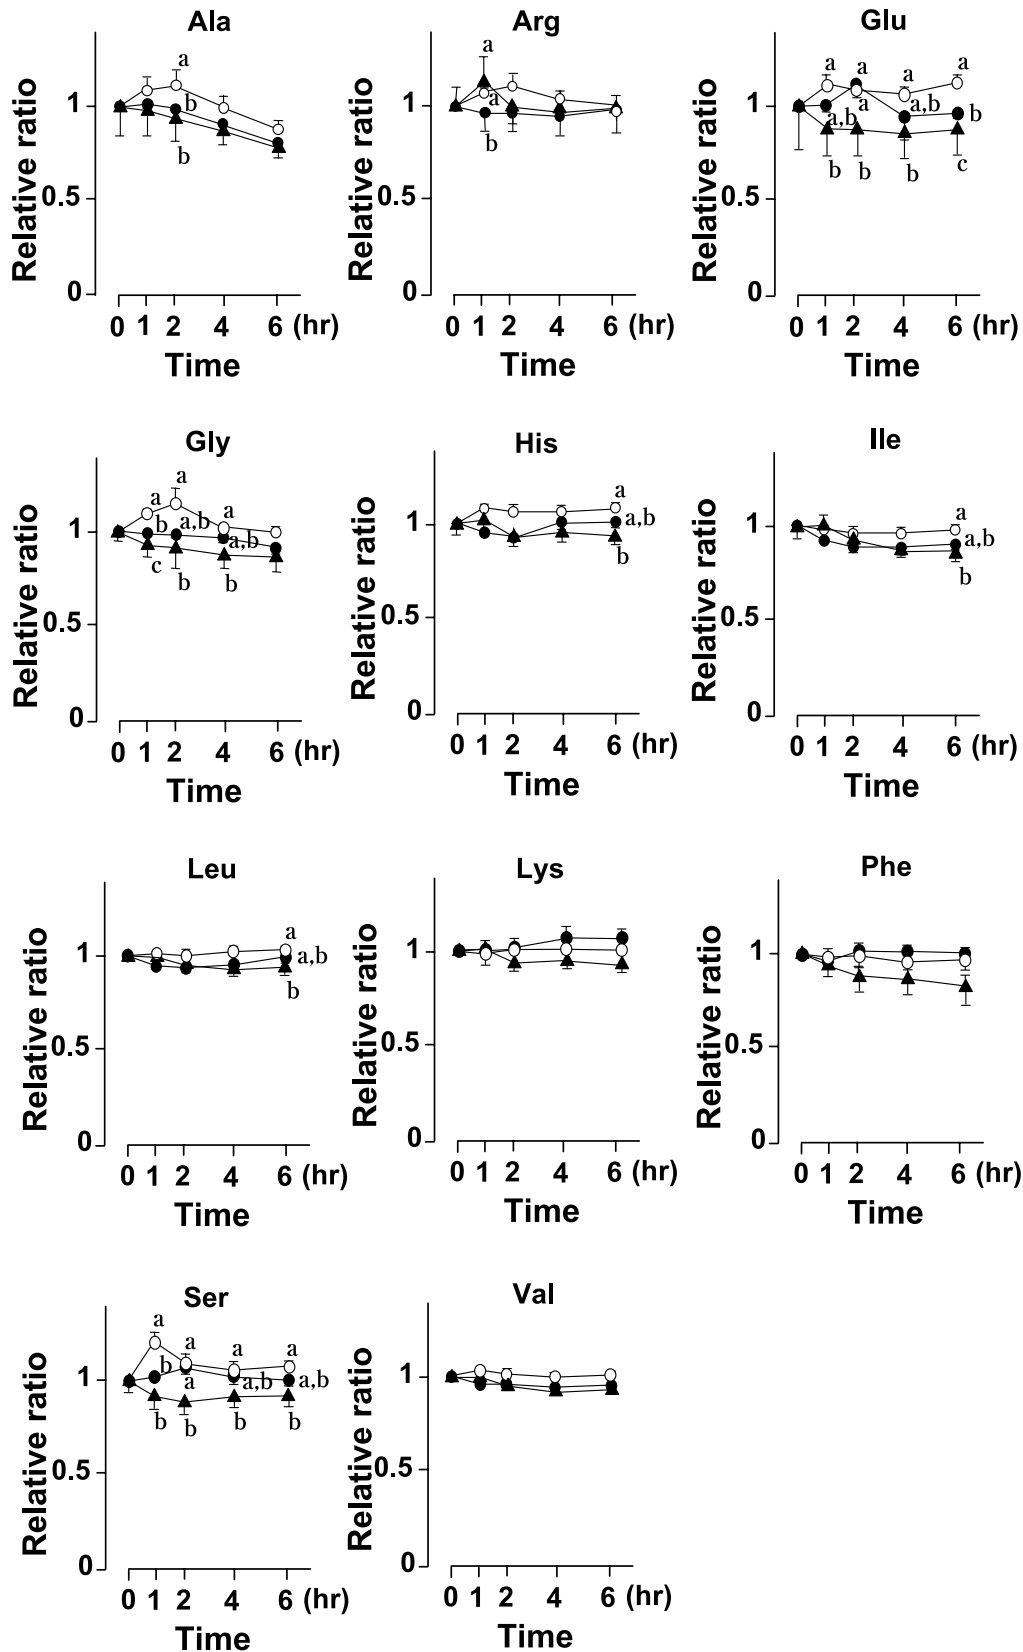 Ala
Relative ratio
1
0.5
0
a
b
b
0 1 2 4 6 (hr)
Time
Arg
Relative ratio
1
0.5
0
a
a
b
0 1 2 4 6 (hr)
Time
Glu
Relative ratio
1
0.5
0
a a a a
a,b a a,b b
b b b c
0 1 2 4 6 (hr)
Time
Gly
Relative ratio
1
0.5
0
a a a
b a,b a,b
c b b
0 1 2 4 6 (hr)
Time
His
Relative ratio
1
0.5
0
a
a,b
b
0 1 2 4 6 (hr)
Time
Ile
Relative ratio
1
0.5
0
a
a,b
b
0 1 2 4 6 (hr)
Time
Leu
Relative ratio
1
0.5
0
a
a,b
b
0 1 2 4 6 (hr)
Time
Lys
Relative ratio
1
0.5
0
0 1 2 4 6 (hr)
Time
Phe
Relative ratio
1
0.5
0
0 1 2 4 6 (hr)
Time
Ser
Relative ratio
1
0.5
0
a a a a
b a a,b a,b
b b b b
0 1 2 4 6 (hr)
Time
Val
Relative ratio
1
0.5
0
0 1 2 4 6 (hr)
Time